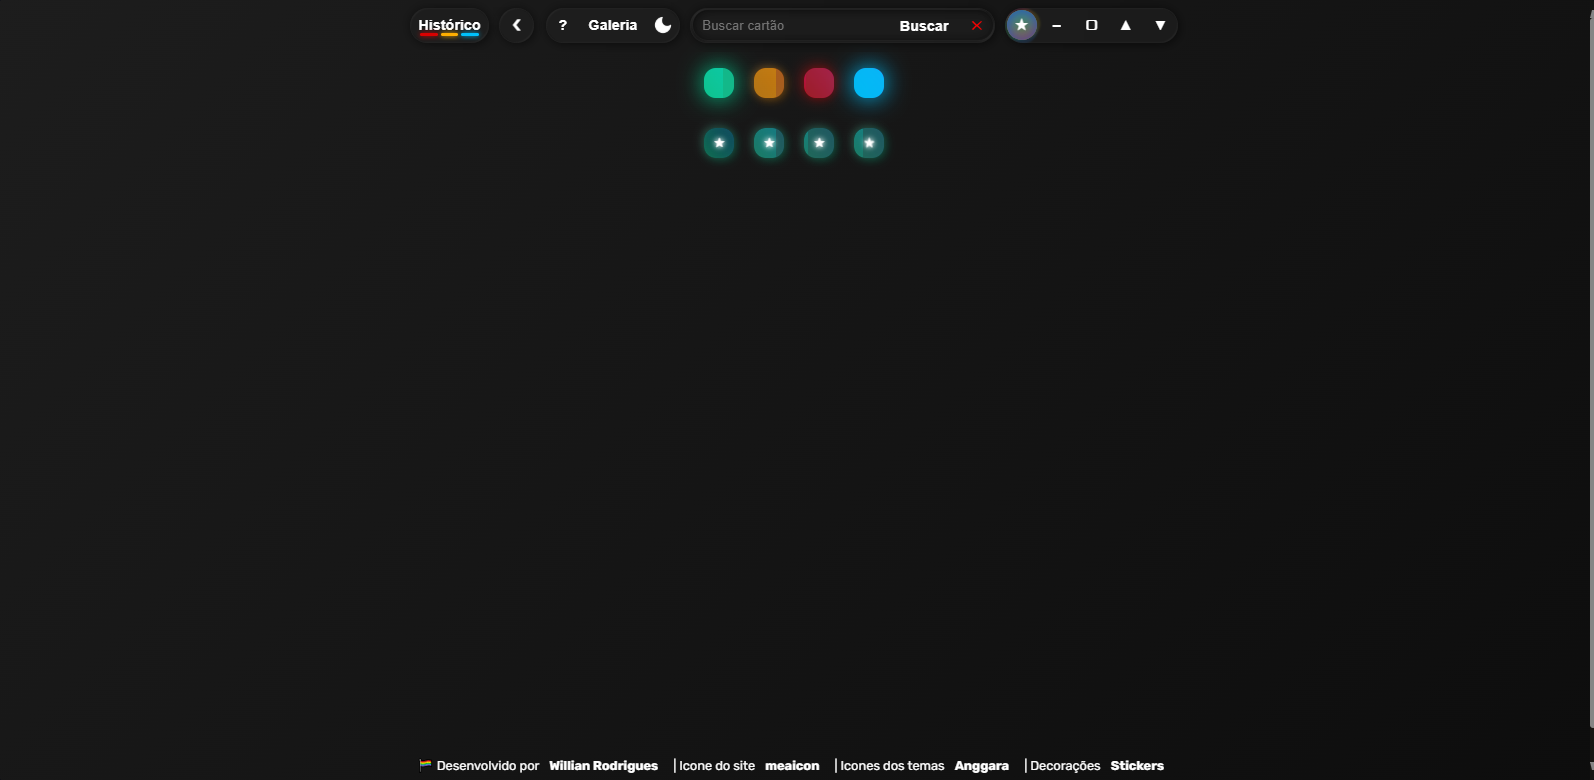 Histórico ❮ ? Galeria Buscar cartão Buscar ✕ ★ – ▲ ▼
Desenvolvido por Willian Rodrigues | Icone do site meaicon | Icones dos temas Anggara | Decorações Stickers